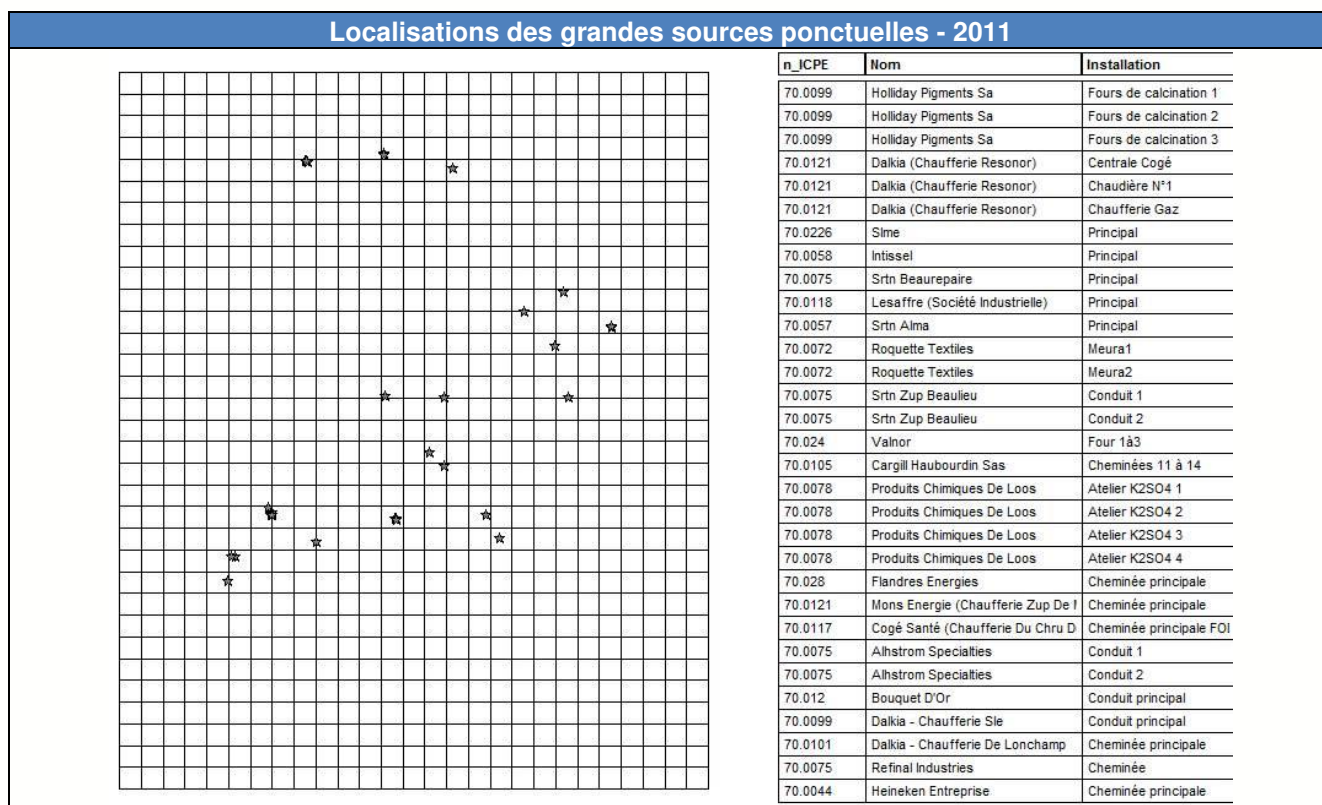 Localisations des grandes sources ponctuelles - 2011
n_ICPE Nom Installation
70.0099 Holliday Pigments Sa Fours de calcination 1
70.0099 Holliday Pigments Sa Fours de calcination 2
70.0099 Holliday Pigments Sa Fours de calcination 3
70.0121 Dalkia (Chaufferie Resonor) Centrale Cogé
70.0121 Dalkia (Chaufferie Resonor) Chaudière N°1
70.0121 Dalkia (Chaufferie Resonor) Chaufferie Gaz
70.0226 Slme Principal
70.0058 Intissel Principal
70.0075 Srtn Beaurepaire Principal
70.0118 Lesaffre (Société Industrielle) Principal
70.0057 Srtn Alma Principal
70.0072 Roquette Textiles Meura1
70.0072 Roquette Textiles Meura2
70.0075 Srtn Zup Beaulieu Conduit 1
70.0075 Srtn Zup Beaulieu Conduit 2
70.024 Valnor Four 1à3
70.0105 Cargill Haubourdin Sas Cheminées 11 à 14
70.0078 Produits Chimiques De Loos Atelier K2SO4 1
70.0078 Produits Chimiques De Loos Atelier K2SO4 2
70.0078 Produits Chimiques De Loos Atelier K2SO4 3
70.0078 Produits Chimiques De Loos Atelier K2SO4 4
70.028 Flandres Energies Cheminée principale
70.0121 Mons Energie (Chaufferie Zup De Cheminée principale
70.0117 Cogé Santé (Chaufferie Du Chru D Cheminée principale FOI
70.0075 Alhstrom Specialties Conduit 1
70.0075 Alhstrom Specialties Conduit 2
70.012 Bouquet D'Or Conduit principal
70.0099 Dalkia - Chaufferie Sle Conduit principal
70.0101 Dalkia - Chaufferie De Lonchamp Cheminée principale
70.0075 Refinal Industries Cheminée
70.0044 Heineken Entreprise Cheminée principale